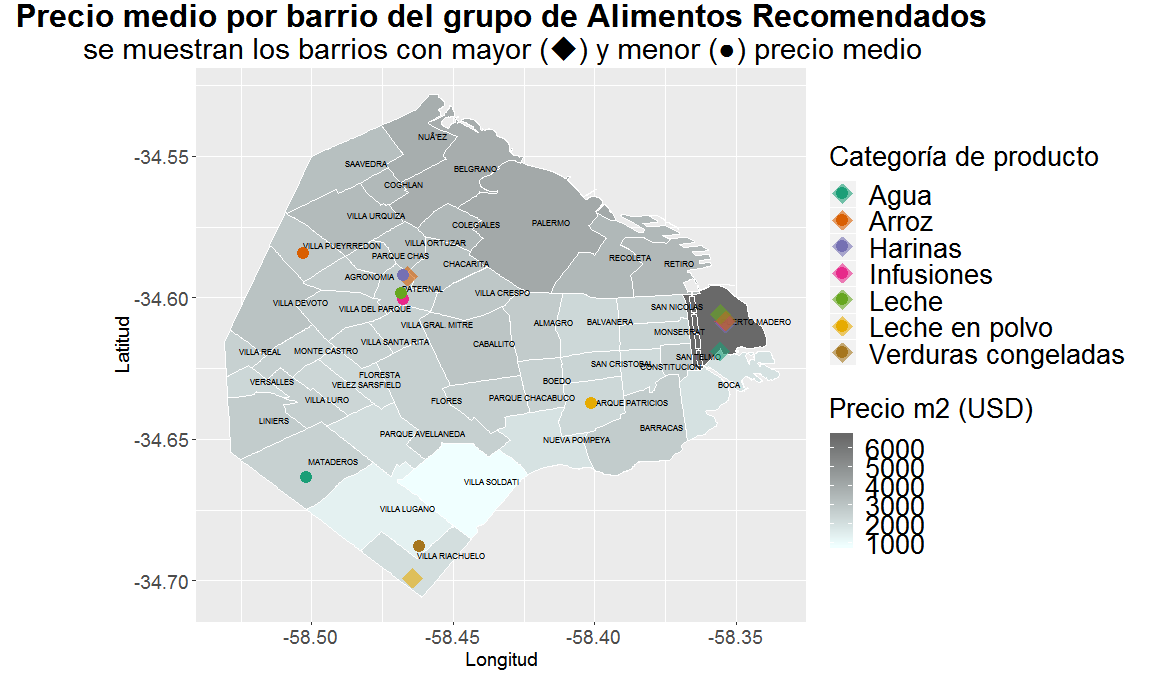 Precio medio por barrio del grupo de Alimentos Recomendados
se muestran los barrios con mayor (◆) y menor (●) precio medio
NUÃ'EZ
SAAVEDRA
BELGRANO
COGHLAN
VILLA URQUIZA
COLEGIALES
PALERMO
VILLA PUEYRREDON
VILLA ORTUZAR
PARQUE CHAS
CHACARITA
RECOLETA
RETIRO
AGRONOMIA
PATERNAL
VILLA CRESPO
VILLA DEVOTO
VILLA DEL PARQUE
SAN NICOLAS
VILLA GRAL. MITRE
ALMAGRO
BALVANERA
ERTO MADERO
MONSERRAT
VILLA SANTA RITA
CABALLITO
VILLA REAL
MONTE CASTRO
SAN TELMO
SAN CRISTOBAL
CONSTITUCION
FLORESTA
VERSALLES
VELEZ SARSFIELD
BOEDO
BOCA
VILLA LURO
FLORES
PARQUE CHACABUCO
ARQUE PATRICIOS
LINIERS
PARQUE AVELLANEDA
NUEVA POMPEYA
BARRACAS
MATADEROS
VILLA SOLDATI
VILLA LUGANO
VILLA RIACHUELO
-34.55
-34.60
-34.65
-34.70
Latitud
-58.50
-58.45
-58.40
-58.35
Longitud
Categoría de producto
Agua
Arroz
Harinas
Infusiones
Leche
Leche en polvo
Verduras congeladas
Precio m2 (USD)
6000
5000
4000
3000
2000
1000